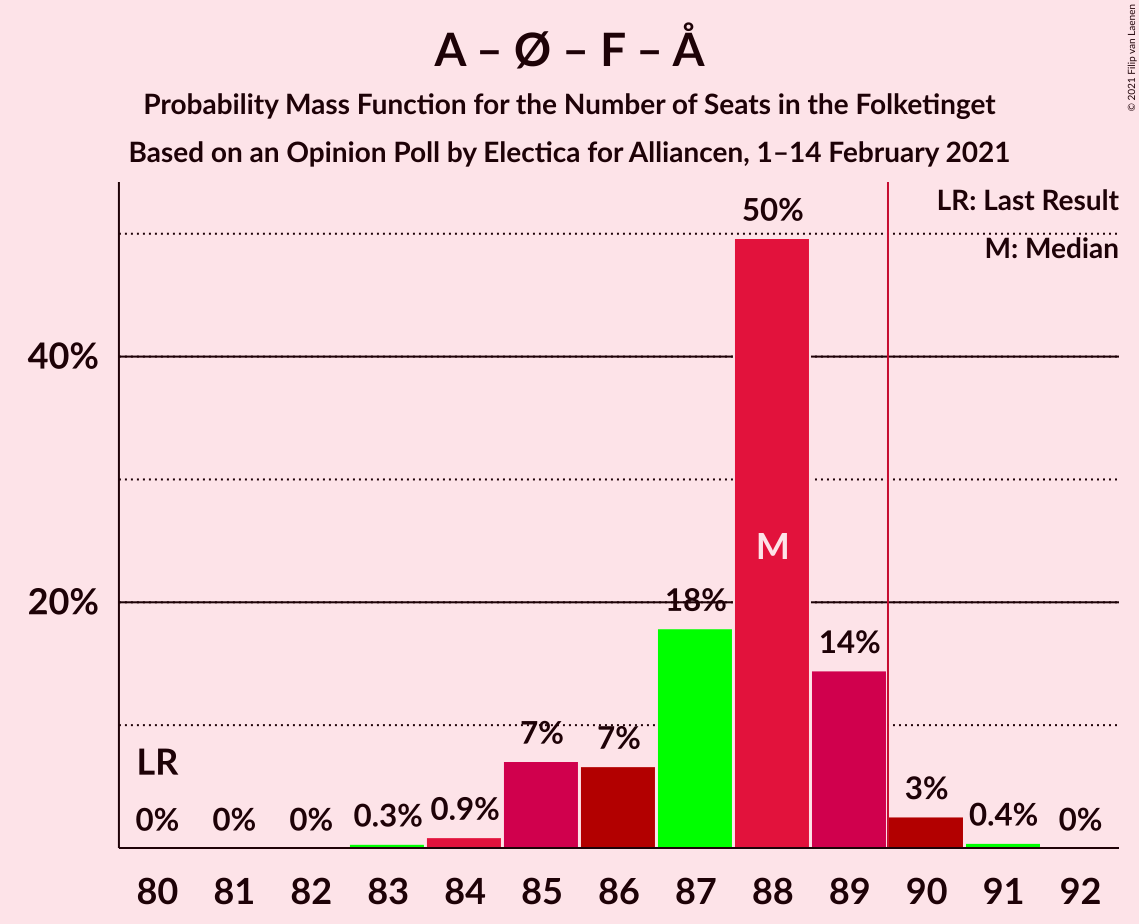 A – Ø – F – Å
Probability Mass Function for the Number of Seats in the Folketinget
Based on an Opinion Poll by Electica for Alliancen, 1–14 February 2021
© 2021 Filip van Laenen
LR: Last Result
M: Median
50%
40%
M
20%
18%
14%
7%
7%
LR
3%
0%
0%
0%
0.3%
0.9%
0.4%
0%
80 81 82 83 84 85 86 87 88 89 90 91 92